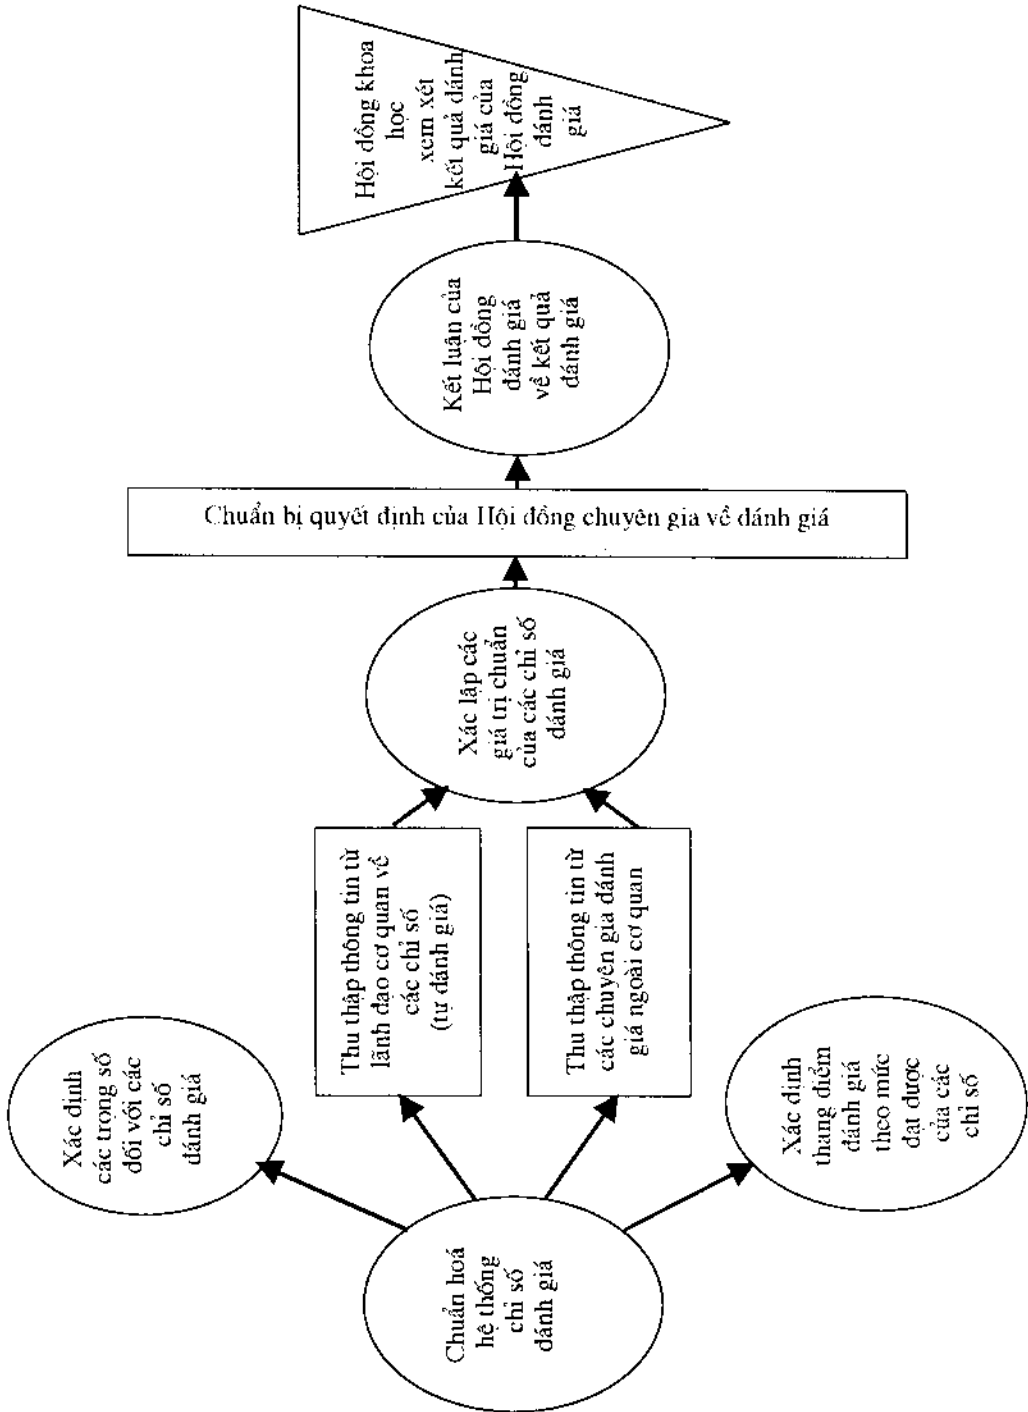 Chuẩn hoá
hệ thống
chỉ số
đánh giá
Xác định
các trọng số
đối với các
chỉ số
đánh giá
Thu thập thông tin từ
lãnh đạo cơ quan về
các chỉ số
(tự đánh giá)
Thu thập thông tin từ
các chuyên gia đánh
giá ngoài cơ quan
Xác định
thang điểm
đánh giá
theo mức
đạt được
của các
chỉ số
Xác lập các
giá trị chuẩn
của các chỉ số
đánh giá
Chuẩn bị quyết định của Hội đồng chuyên gia về đánh giá
Kết luận của
Hội đồng
đánh giá
về kết quả
đánh giá
Hội đồng khoa
học
xem xét
kết quả đánh
giá của
Hội đồng
đánh
giá